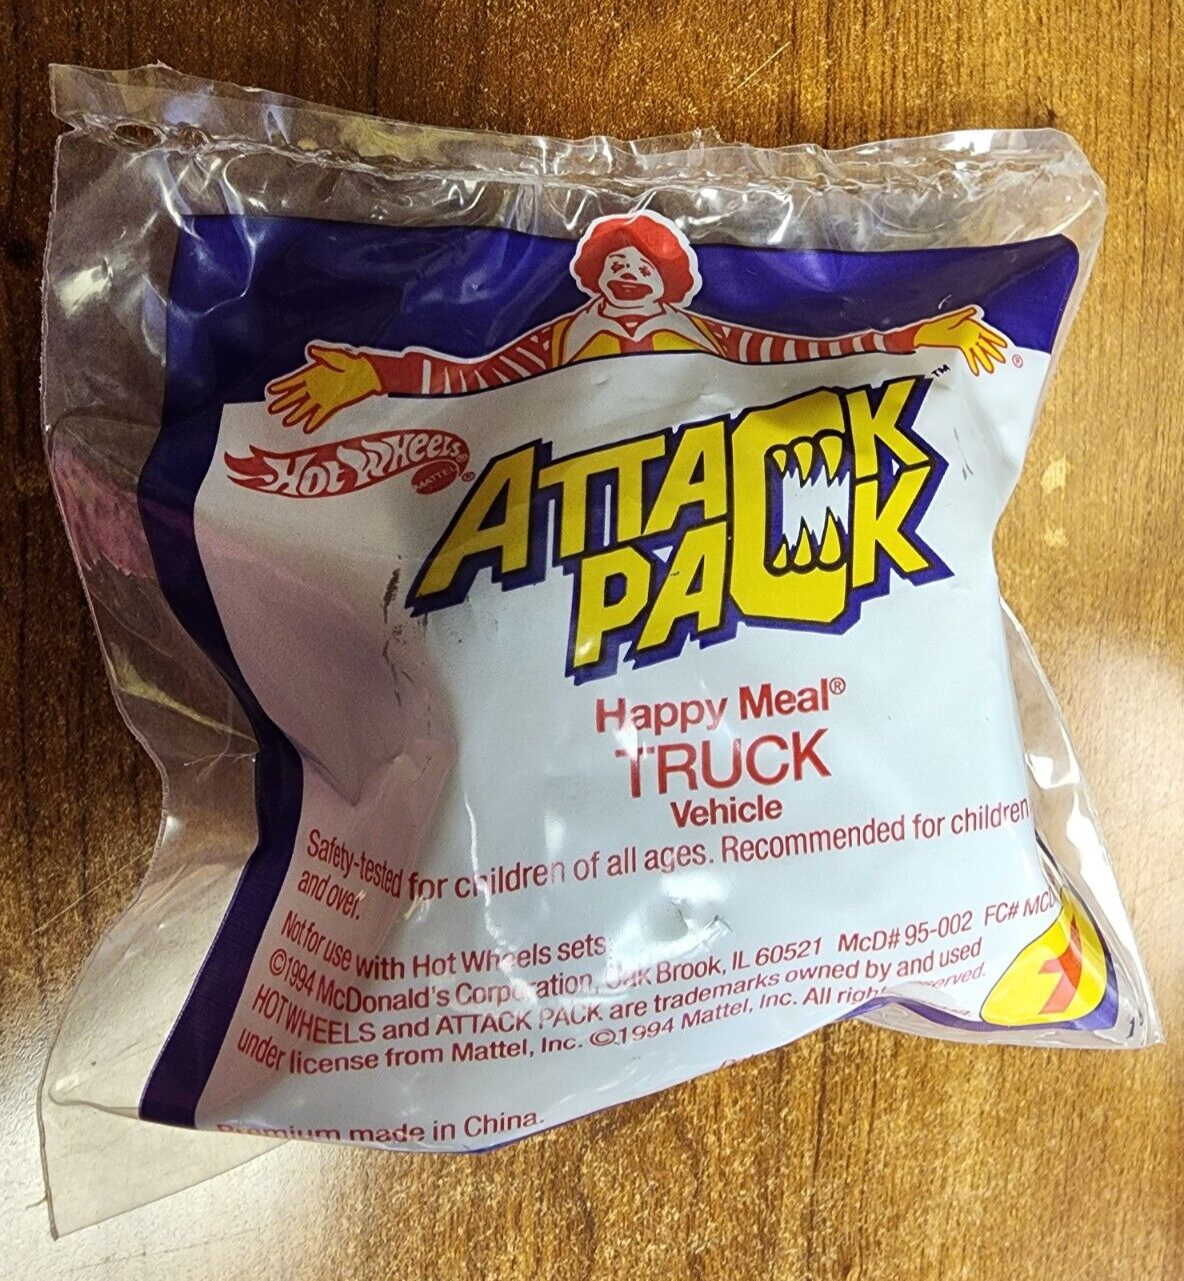 Hot Wheels®
MATTEL
ATTACK™
PACK
®
Happy Meal®
TRUCK
Vehicle
Safety-tested for children of all ages. Recommended for children
and over.
Not for use with Hot Wheels sets
©1994 McDonald's Corporation, Oak Brook, IL 60521 McD# 95-002 FC# MCD
HOT WHEELS and ATTACK PACK are trademarks owned by and used
under license from Mattel, Inc. ©1994 Mattel, Inc. All rights reserved.
Premium made in China.